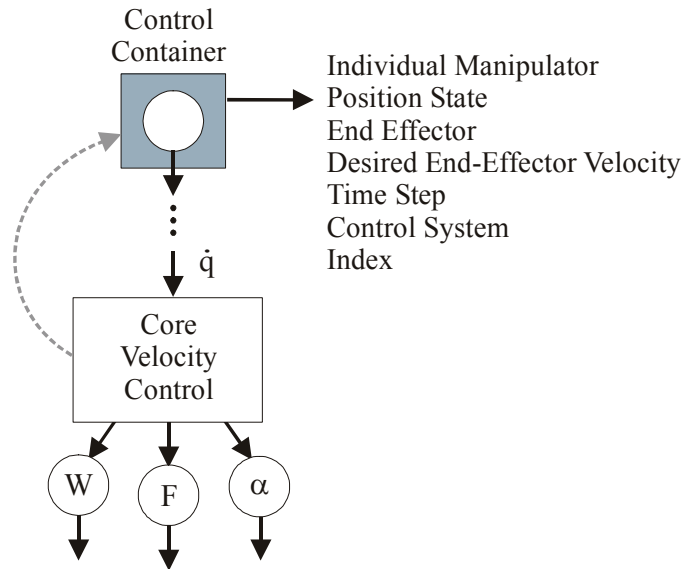 Control
Container
Individual Manipulator
Position State
End Effector
Desired End-Effector Velocity
Time Step
Control System
Index
q̇
Core
Velocity
Control
W
F
α